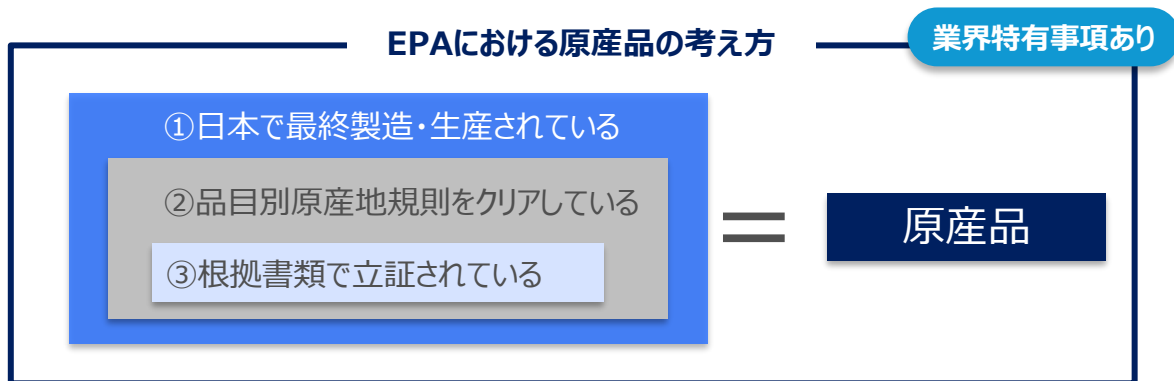 EPAにおける原産品の考え方
業界特有事項あり
①日本で最終製造・生産されている
②品目別原産地規則をクリアしている
③根拠書類で立証されている
＝
原産品